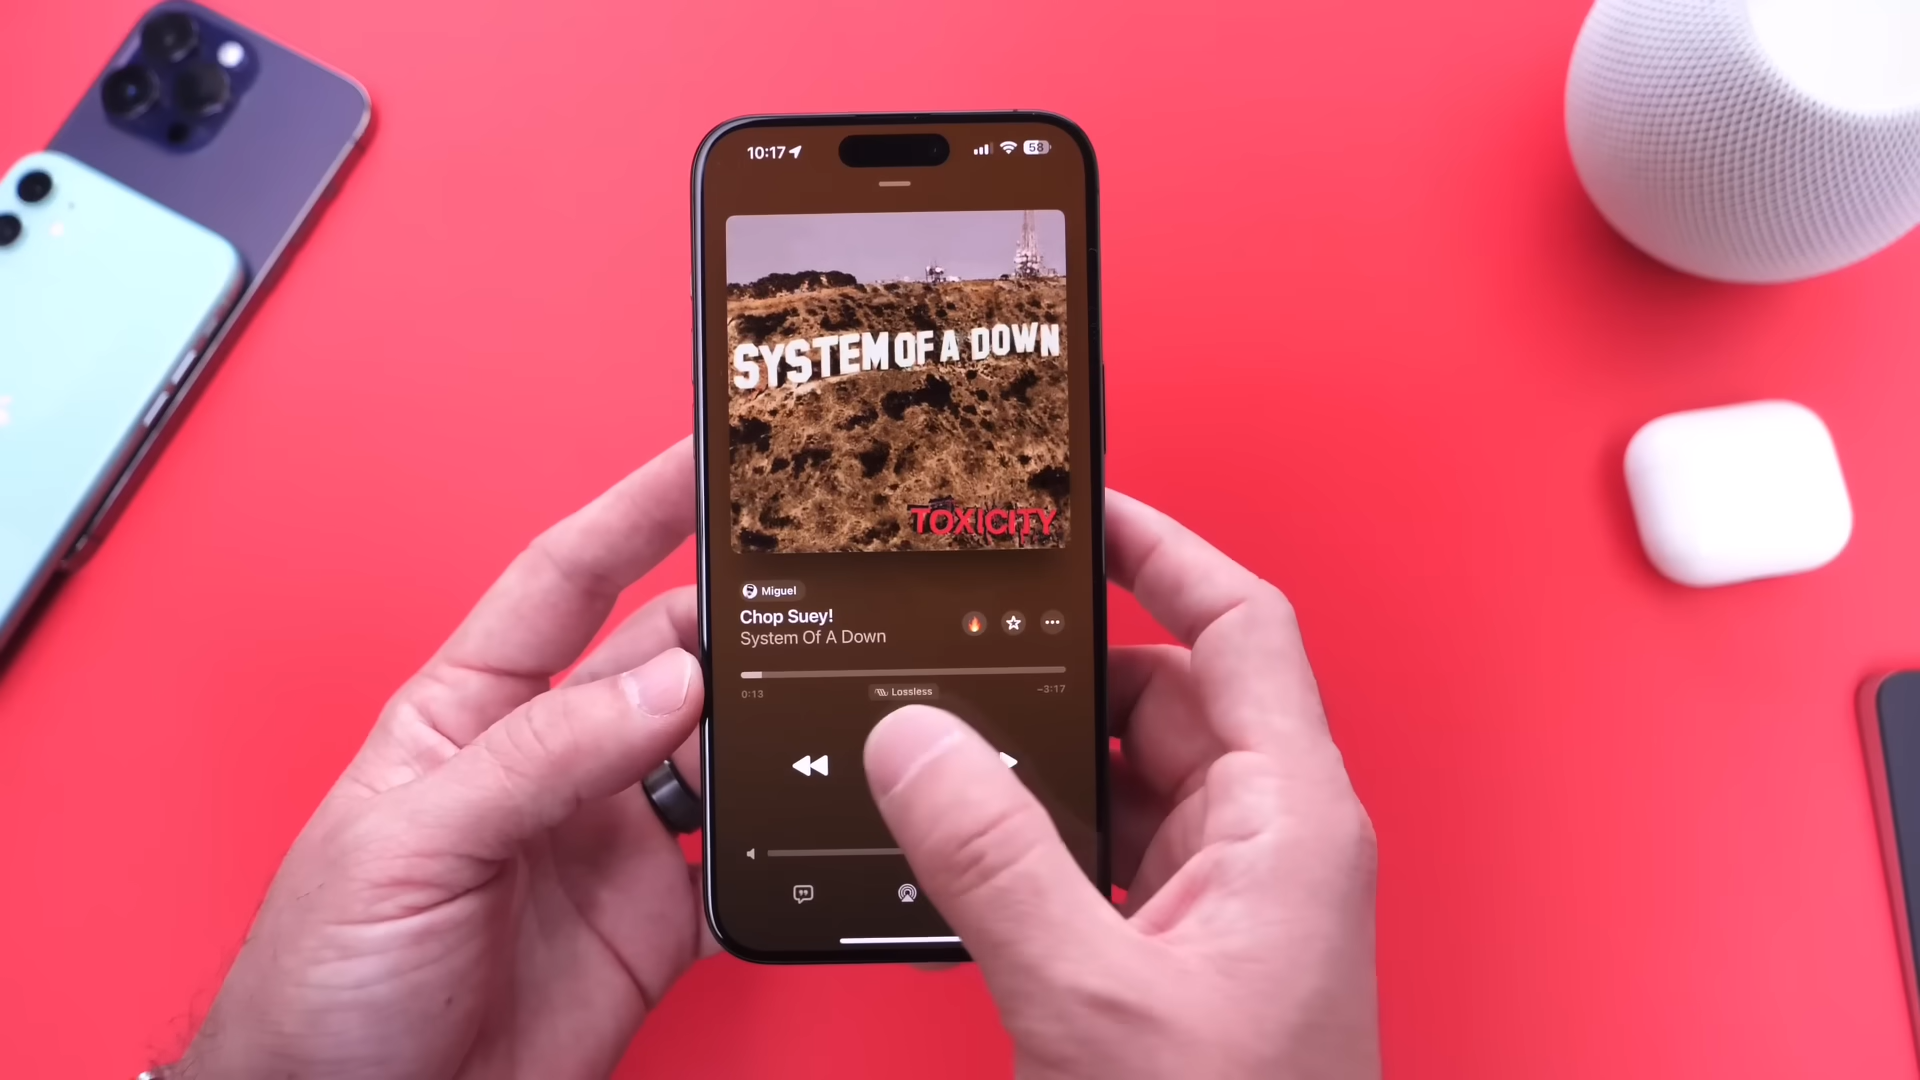 10:17
58
SYSTEM OF A DOWN
TOXICITY
Miguel
Chop Suey!
System Of A Down
0:13
Lossless
-3:17